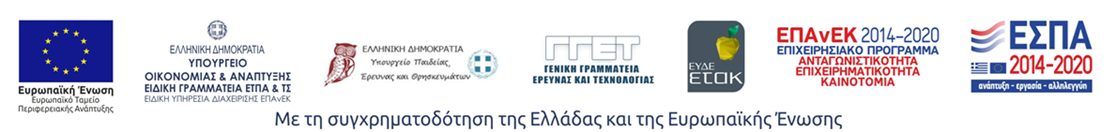 Ευρωπαϊκή Ένωση
Ευρωπαϊκό Ταμείο
Περιφερειακής Ανάπτυξης
ΕΛΛΗΝΙΚΗ ΔΗΜΟΚΡΑΤΙΑ
ΥΠΟΥΡΓΕΙΟ
ΟΙΚΟΝΟΜΙΑΣ & ΑΝΑΠΤΥΞΗΣ
ΕΙΔΙΚΗ ΓΡΑΜΜΑΤΕΙΑ ΕΤΠΑ & ΤΣ
ΕΙΔΙΚΗ ΥΠΗΡΕΣΙΑ ΔΙΑΧΕΙΡΙΣΗΣ ΕΠΑνΕΚ
ΕΛΛΗΝΙΚΗ ΔΗΜΟΚΡΑΤΙΑ
Υπουργείο Παιδείας,
Έρευνας και Θρησκευμάτων
ΓΓΕΤ
ΓΕΝΙΚΗ ΓΡΑΜΜΑΤΕΙΑ
ΕΡΕΥΝΑΣ ΚΑΙ ΤΕΧΝΟΛΟΓΙΑΣ
ΕΥΔΕ
ΕΤΟΚ
ΕΠΑνΕΚ 2014-2020
ΕΠΙΧΕΙΡΗΣΙΑΚΟ ΠΡΟΓΡΑΜΜΑ
ΑΝΤΑΓΩΝΙΣΤΙΚΟΤΗΤΑ
ΕΠΙΧΕΙΡΗΜΑΤΙΚΟΤΗΤΑ
ΚΑΙΝΟΤΟΜΙΑ
ΕΣΠΑ
2014-2020
ανάπτυξη - εργασία - αλληλεγγύη
Με τη συγχρηματοδότηση της Ελλάδας και της Ευρωπαϊκής Ένωσης